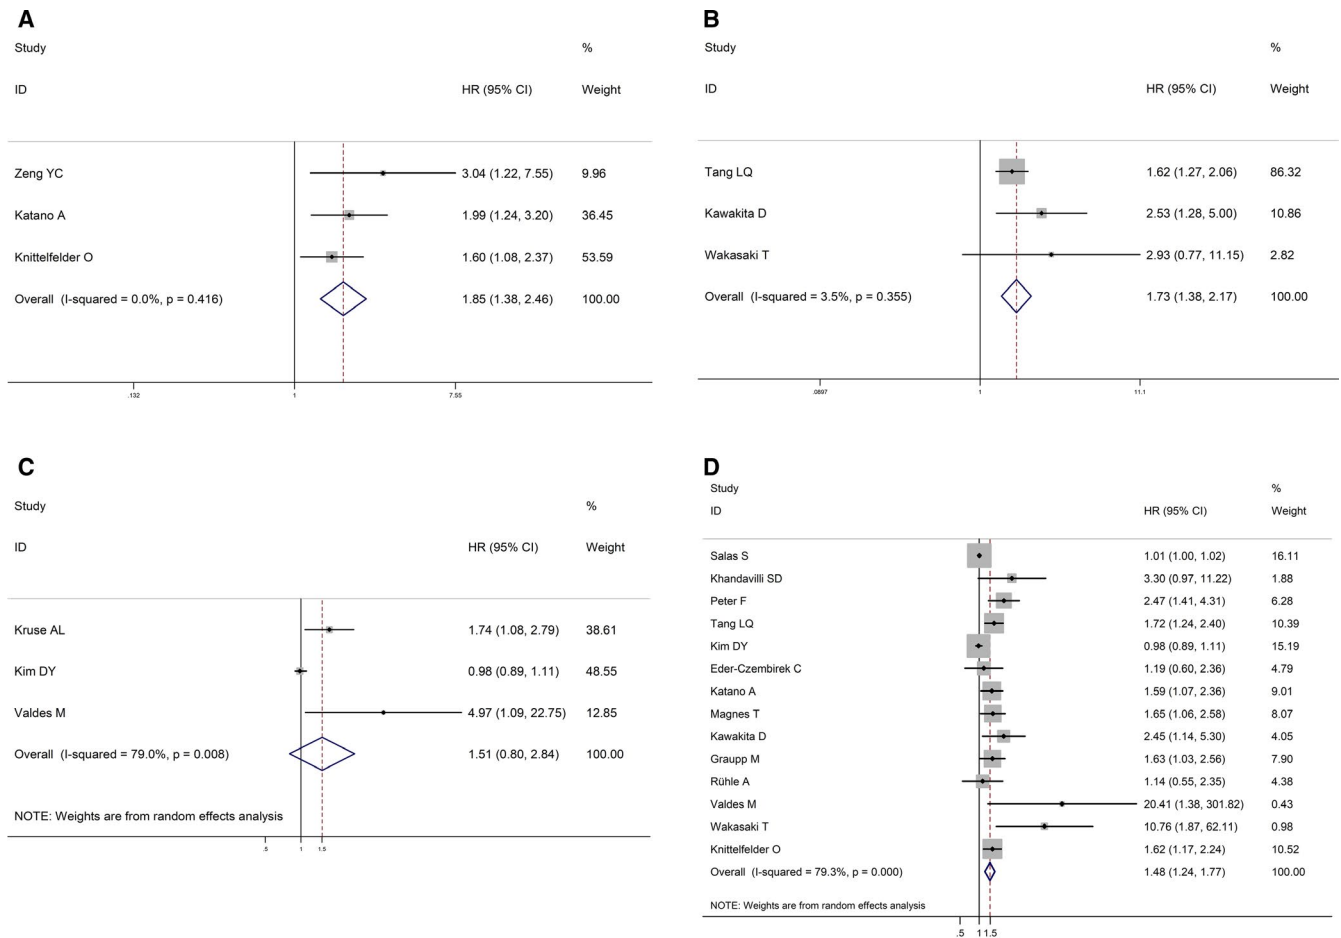 A
Study %
ID HR (95% CI) Weight
Zeng YC 3.04 (1.22, 7.55) 9.96
Katano A 1.99 (1.24, 3.20) 36.45
Knittelfelder O 1.60 (1.08, 2.37) 53.59
Overall (I-squared = 0.0%, p = 0.416) 1.85 (1.38, 2.46) 100.00
.132 1 7.55
B
Study %
ID HR (95% CI) Weight
Tang LQ 1.62 (1.27, 2.06) 86.32
Kawakita D 2.53 (1.28, 5.00) 10.86
Wakasaki T 2.93 (0.77, 11.15) 2.82
Overall (I-squared = 3.5%, p = 0.355) 1.73 (1.38, 2.17) 100.00
.0897 1 11.1
C
Study %
ID HR (95% CI) Weight
Kruse AL 1.74 (1.08, 2.79) 38.61
Kim DY 0.98 (0.89, 1.11) 48.55
Valdes M 4.97 (1.09, 22.75) 12.85
Overall (I-squared = 79.0%, p = 0.008) 1.51 (0.80, 2.84) 100.00
NOTE: Weights are from random effects analysis
.5 1 1.5
D
Study %
ID HR (95% CI) Weight
Salas S 1.01 (1.00, 1.02) 16.11
Khandavilli SD 3.30 (0.97, 11.22) 1.88
Peter F 2.47 (1.41, 4.31) 6.28
Tang LQ 1.72 (1.24, 2.40) 10.39
Kim DY 0.98 (0.89, 1.11) 15.19
Eder-Czembirek C 1.19 (0.60, 2.36) 4.79
Katano A 1.59 (1.07, 2.36) 9.01
Magnes T 1.65 (1.06, 2.58) 8.07
Kawakita D 2.45 (1.14, 5.30) 4.05
Graupp M 1.63 (1.03, 2.56) 7.90
Rühle A 1.14 (0.55, 2.35) 4.38
Valdes M 20.41 (1.38, 301.82) 0.43
Wakasaki T 10.76 (1.87, 62.11) 0.98
Knittelfelder O 1.62 (1.17, 2.24) 10.52
Overall (I-squared = 79.3%, p = 0.000) 1.48 (1.24, 1.77) 100.00
NOTE: Weights are from random effects analysis
.5 1 1.5